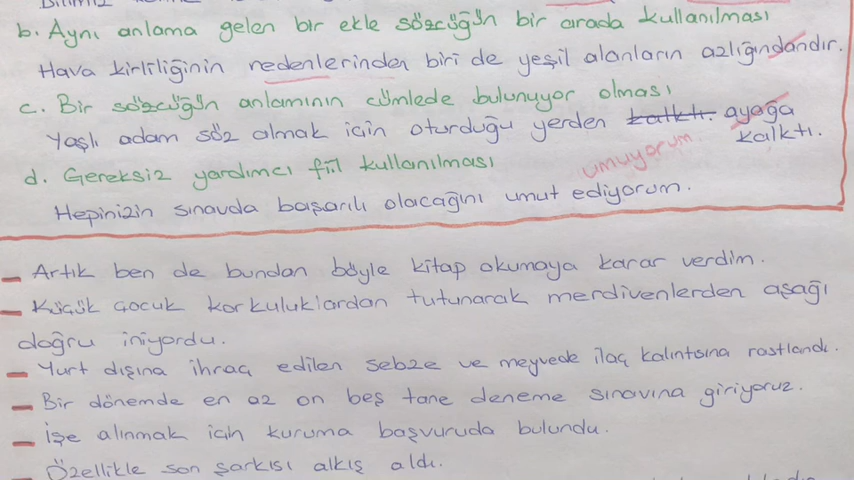 b. Aynı anlama gelen bir ekle sözcüğün bir arada kullanılması
Hava kirliliğinin nedenlerinden biri de yeşil alanların azlığındandır.
c. Bir sözcüğün anlamının cümlede bulunuyor olması
Yaşlı adam söz almak için oturduğu yerden kalktı. ayağa
kalktı.
umuyorum
d. Gereksiz yardımcı fiil kullanılması
Hepinizin sınavda başarılı olacağını umut ediyorum.
Artık ben de bundan böyle kitap okumaya karar verdim.
Küçük çocuk korkuluklardan tutunarak merdivenlerden aşağı
doğru iniyordu.
Yurt dışına ihraç edilen sebze ve meyvede ilaç kalıntısına rastlandı.
Bir dönemde en az on beş tane deneme sınavına giriyoruz.
İşe alınmak için kuruma başvuruda bulundu.
Özellikle son şarkısı alkış aldı.